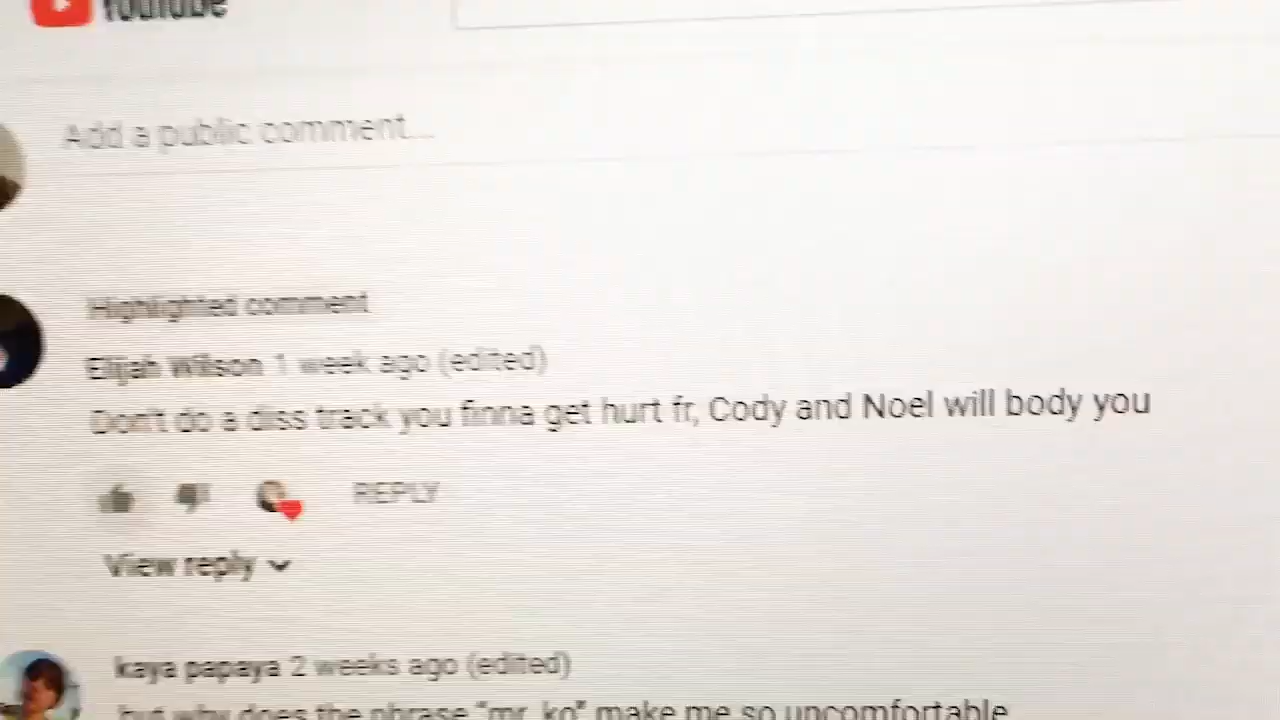 YouTube
Add a public comment...
Highlighted comment
Elijah Wilson 1 week ago (edited)
Don't do a diss track you finna get hurt fr, Cody and Noel will body you
REPLY
View reply
kaya papaya 2 weeks ago (edited)
but why does the phrase "mr. ko" make me so uncomfortable